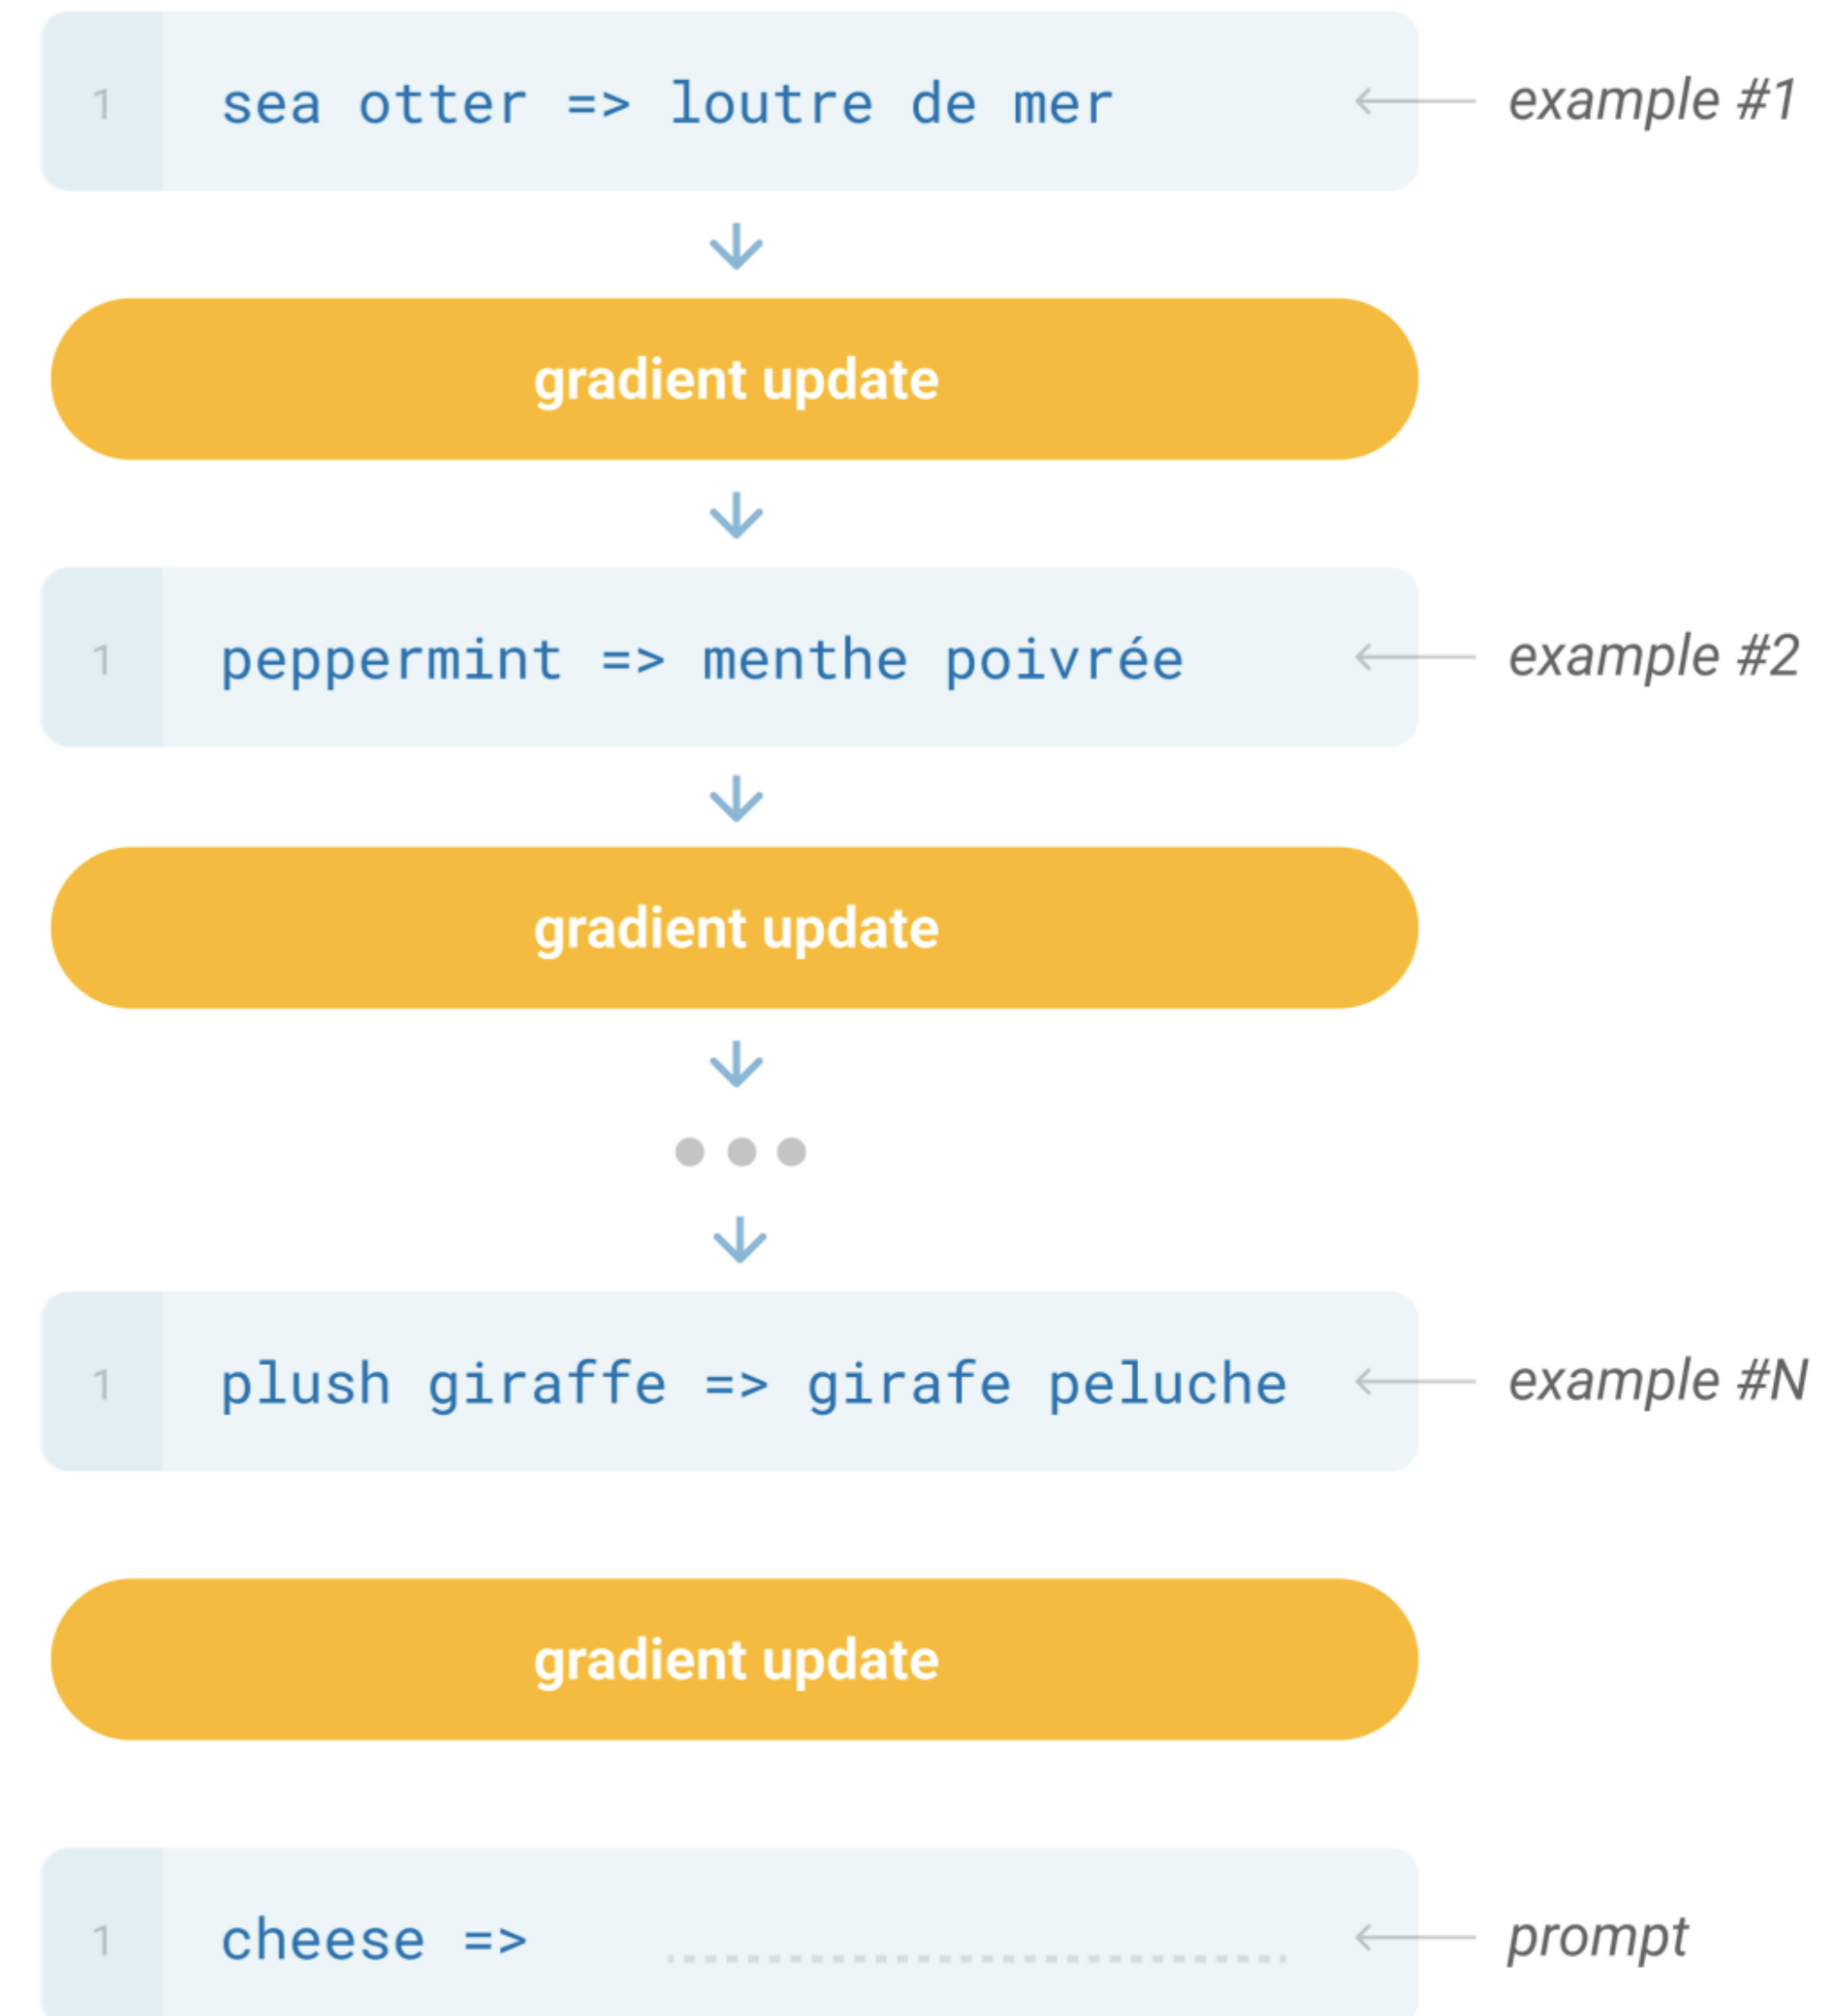 1 sea otter => loutre de mer example #1
gradient update
1 peppermint => menthe poivrée example #2
gradient update
1 plush giraffe => girafe peluche example #N
gradient update
1 cheese => prompt